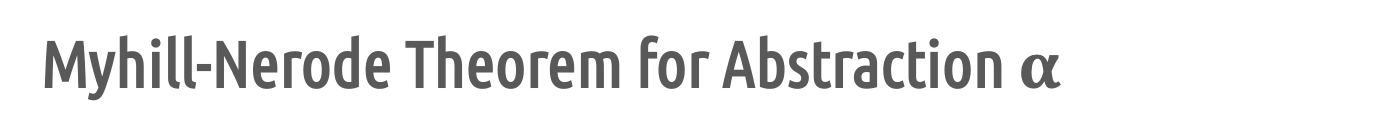 Myhill-Nerode Theorem for Abstraction α